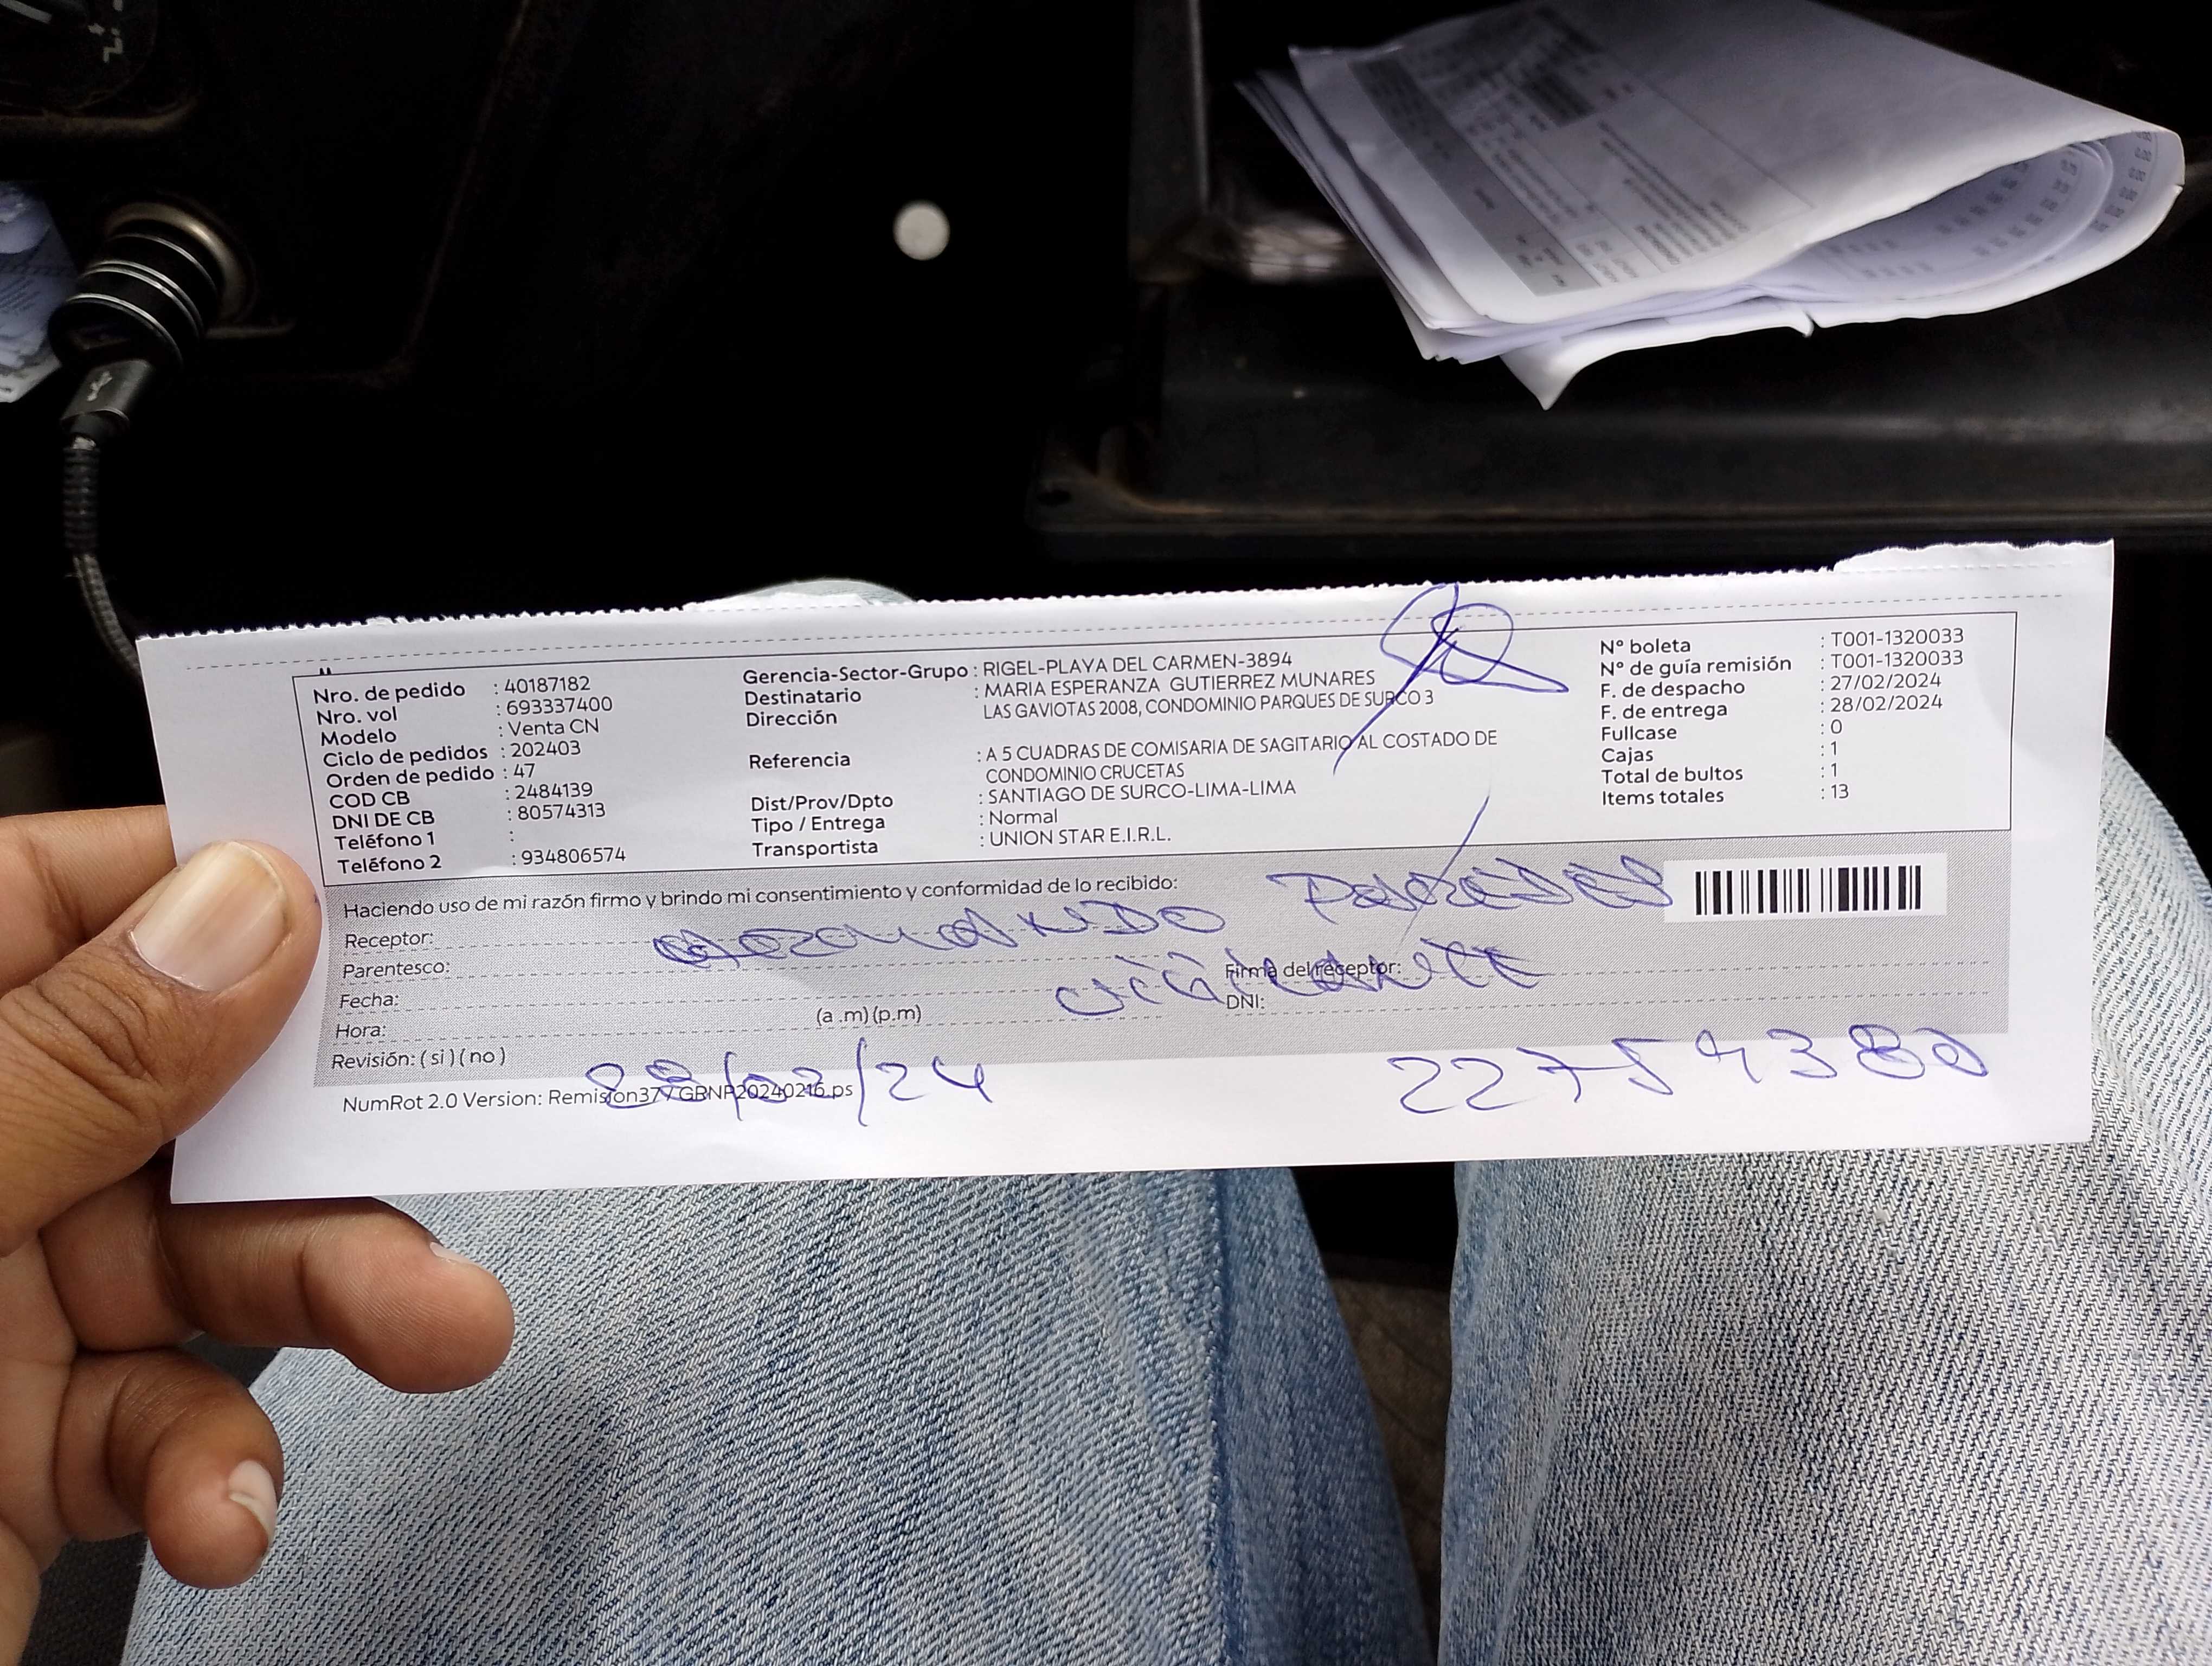 Nro. de pedido : 40187182
Nro. vol : 693337400
Modelo : Venta CN
Ciclo de pedidos : 202403
Orden de pedido : 47
COD CB : 2484139
DNI DE CB : 80574313
Teléfono 1 :
Teléfono 2 : 934806574
Gerencia-Sector-Grupo : RIGEL-PLAYA DEL CARMEN-3894
Destinatario : MARIA ESPERANZA GUTIERREZ MUNARES
Dirección LAS GAVIOTAS 2008, CONDOMINIO PARQUES DE SURCO 3
Referencia : A 5 CUADRAS DE COMISARIA DE SAGITARIO AL COSTADO DE
CONDOMINIO CRUCETAS
Dist/Prov/Dpto : SANTIAGO DE SURCO-LIMA-LIMA
Tipo / Entrega : Normal
Transportista : UNION STAR E.I.R.L.
N° boleta : T001-1320033
N° de guía remisión : T001-1320033
F. de despacho : 27/02/2024
F. de entrega : 28/02/2024
Fullcase : 0
Cajas : 1
Total de bultos : 1
Items totales : 13
Haciendo uso de mi razón firmo y brindo mi consentimiento y conformidad de lo recibido:
Receptor: PAREDES
Parentesco: vigilante
Firma del receptor:
Fecha:
DNI:
Hora: (a .m) (p.m)
Revisión: ( si ) ( no )
28/02/24
22754380
NumRot 2.0 Version: Remision377GRNP20240216.ps